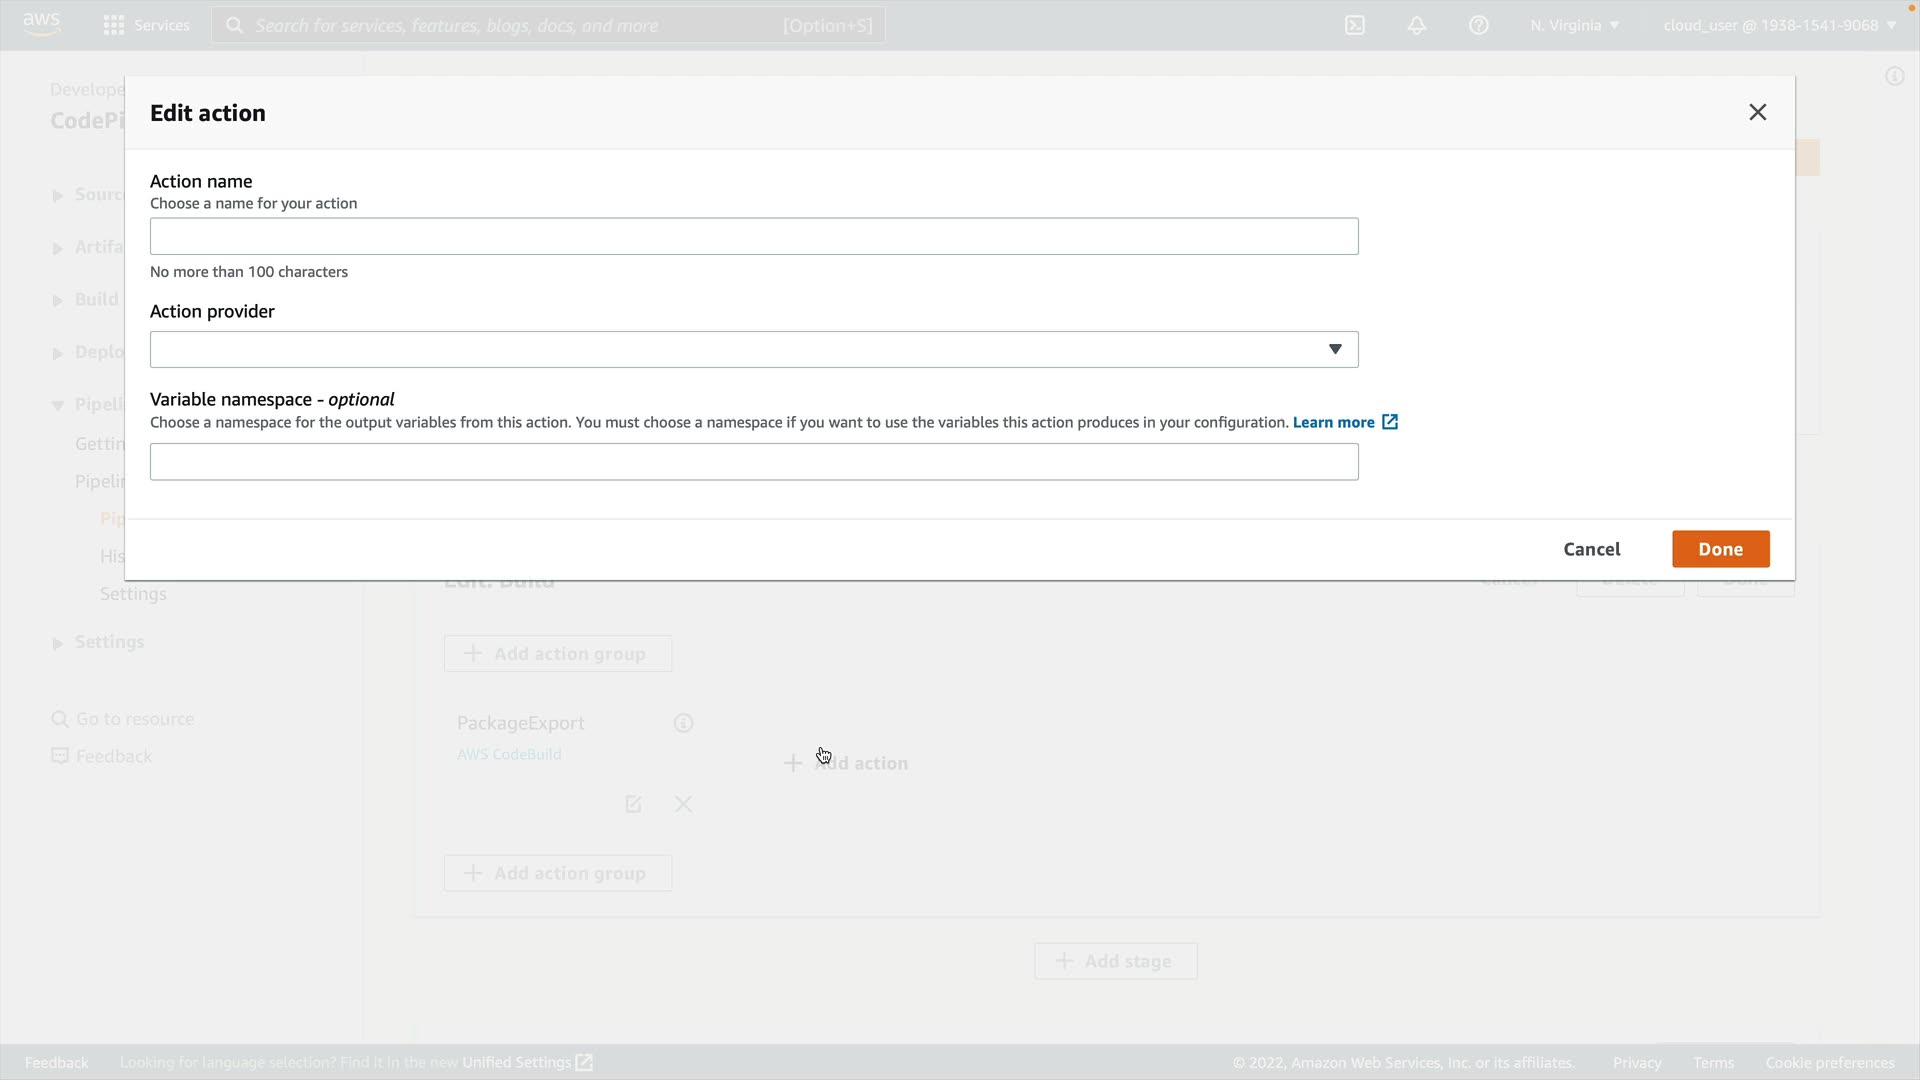 aws
Services
Search for services, features, blogs, docs, and more
[Option+S]
N. Virginia
cloud_user @ 1938-1541-9068
Develope
CodePi
Edit action
Action name
Choose a name for your action
No more than 100 characters
Action provider
Variable namespace - optional
Choose a namespace for the output variables from this action. You must choose a namespace if you want to use the variables this action produces in your configuration. Learn more
Cancel
Done
Sourc
Artifa
Build
Deplo
Pipeli
Gettin
Pipelin
Pip
His
Settings
Settings
Go to resource
Feedback
Edit: Build
Cancel
Delete
Done
Add action group
PackageExport
AWS CodeBuild
Add action
Add action group
Add stage
Feedback
Looking for language selection? Find it in the new Unified Settings
© 2022, Amazon Web Services, Inc. or its affiliates.
Privacy
Terms
Cookie preferences